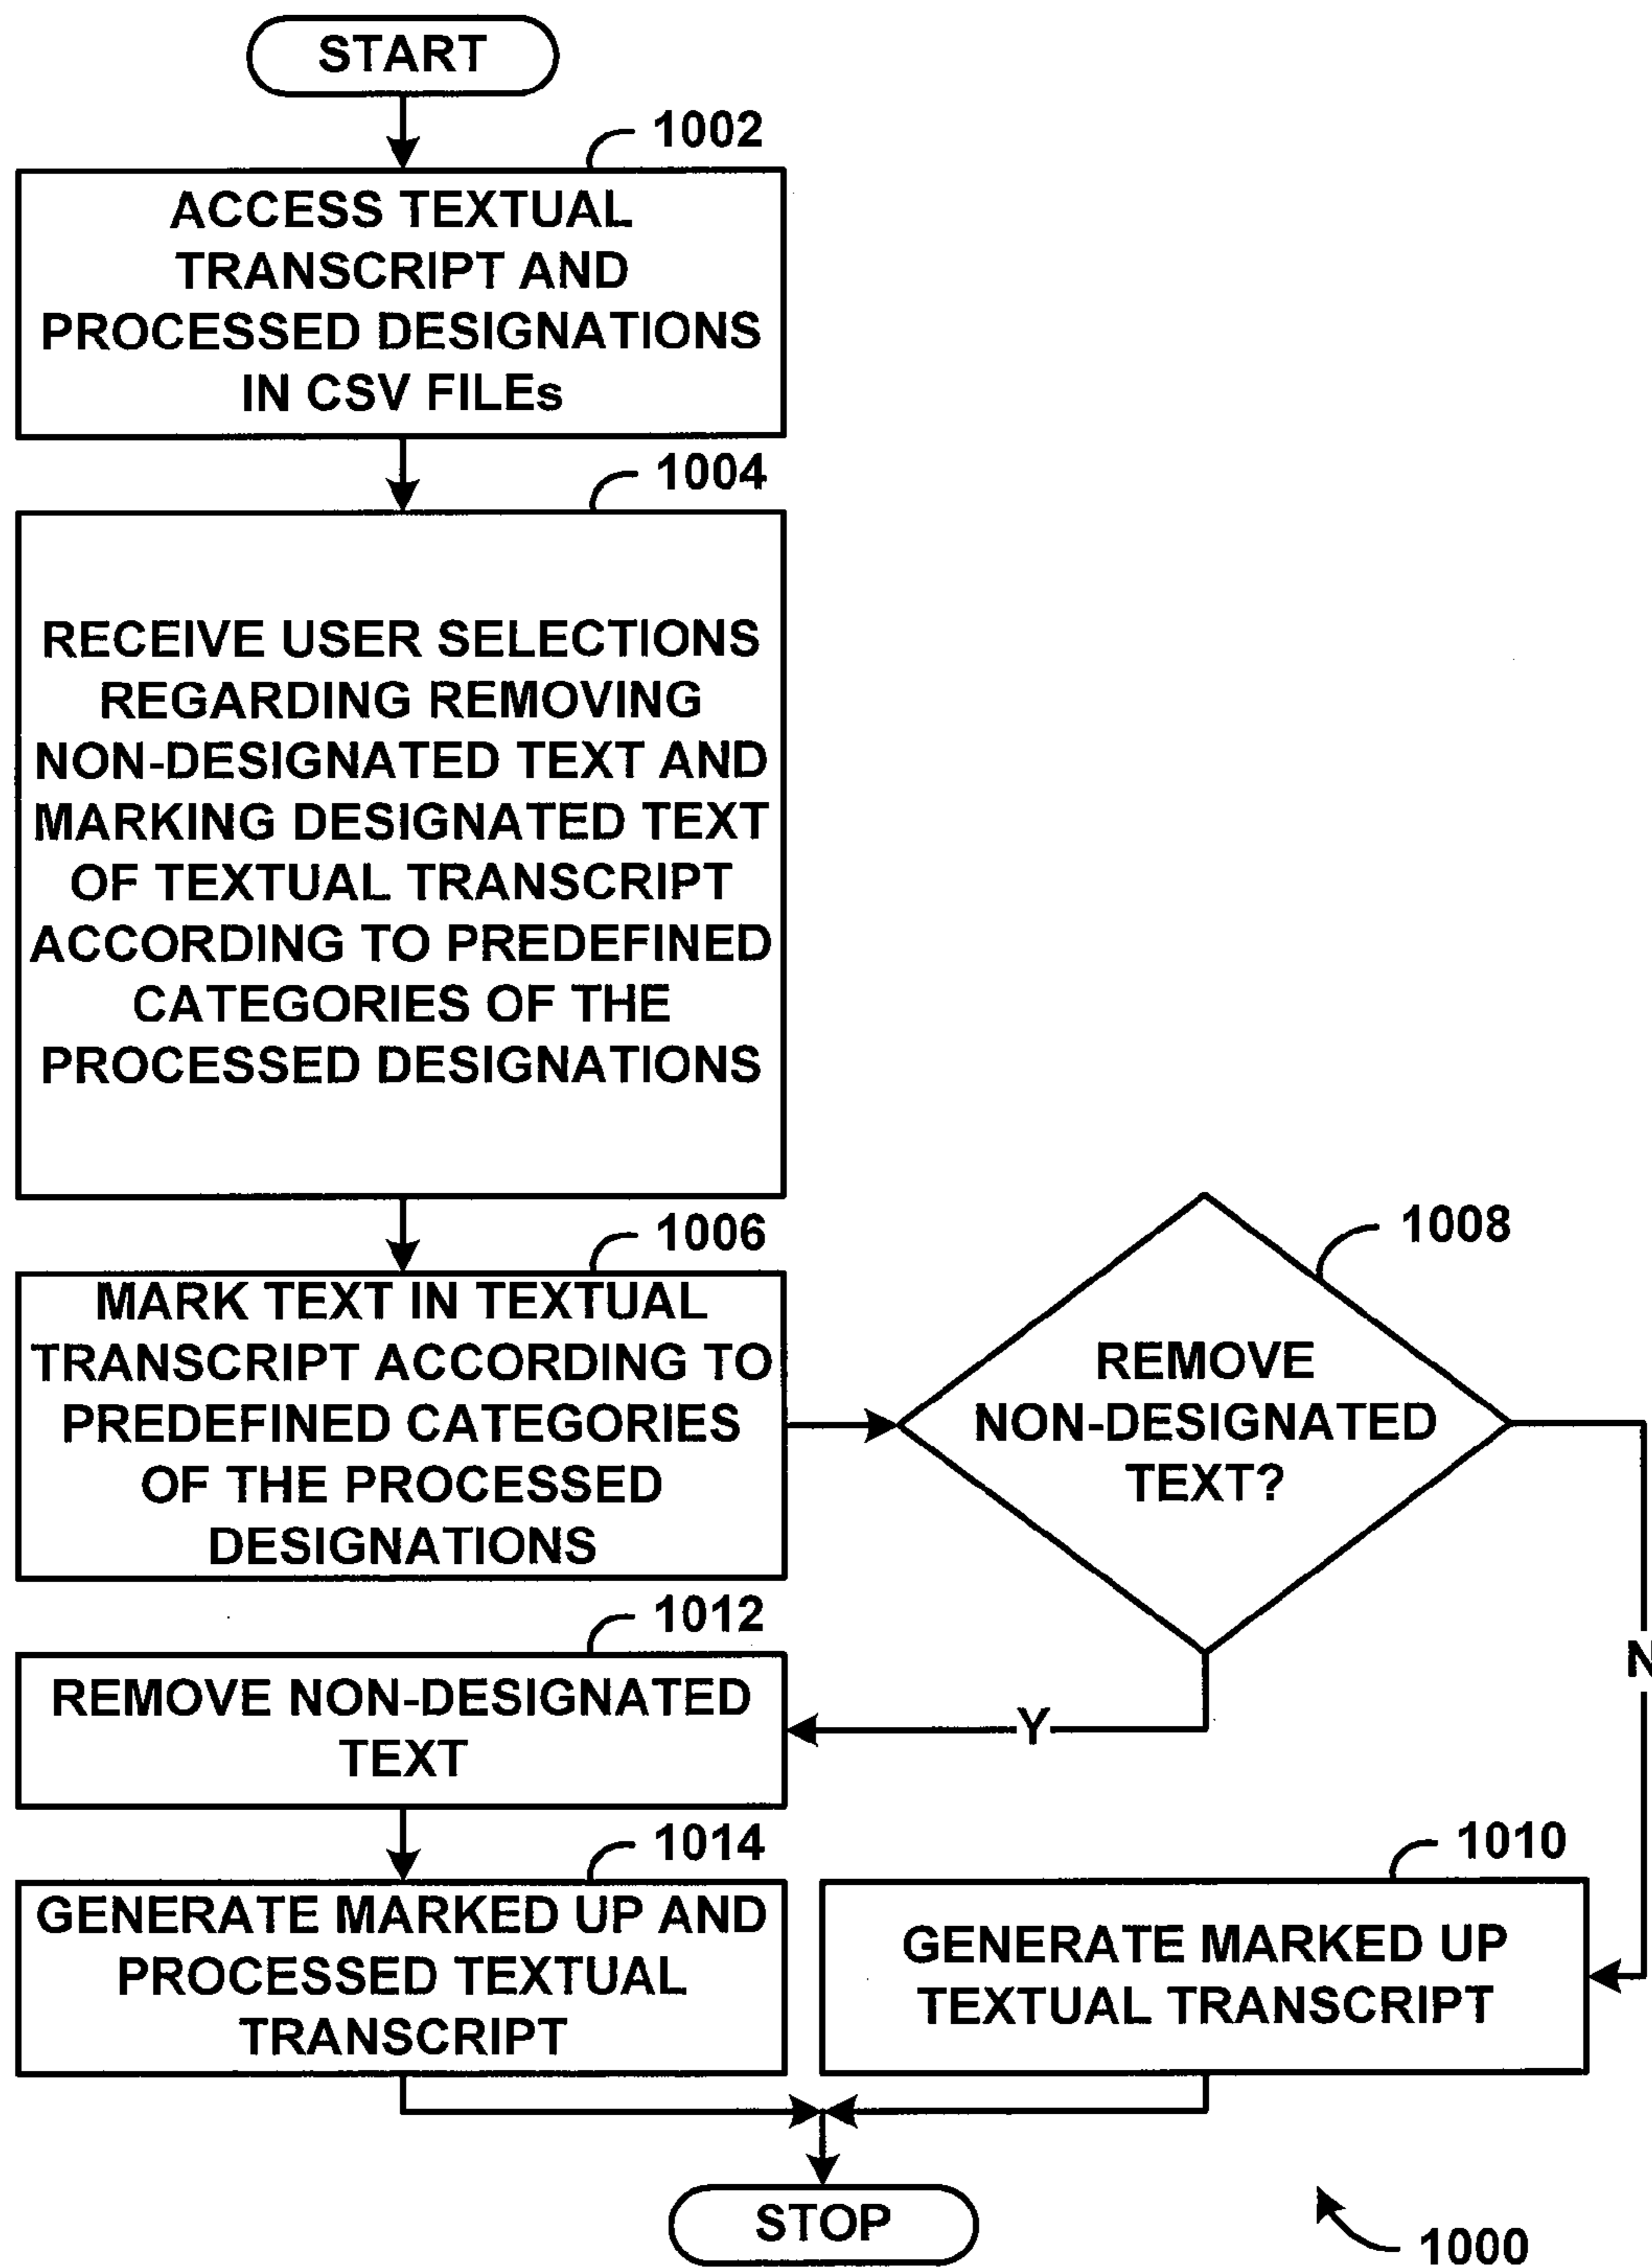 START
1002
ACCESS TEXTUAL
TRANSCRIPT AND
PROCESSED DESIGNATIONS
IN CSV FILEs
1004
RECEIVE USER SELECTIONS
REGARDING REMOVING
NON-DESIGNATED TEXT AND
MARKING DESIGNATED TEXT
OF TEXTUAL TRANSCRIPT
ACCORDING TO PREDEFINED
CATEGORIES OF THE
PROCESSED DESIGNATIONS
1006
MARK TEXT IN TEXTUAL
TRANSCRIPT ACCORDING TO
PREDEFINED CATEGORIES
OF THE PROCESSED
DESIGNATIONS
1008
REMOVE
NON-DESIGNATED
TEXT?
N
Y
1012
REMOVE NON-DESIGNATED
TEXT
1014
GENERATE MARKED UP AND
PROCESSED TEXTUAL
TRANSCRIPT
1010
GENERATE MARKED UP
TEXTUAL TRANSCRIPT
STOP
1000